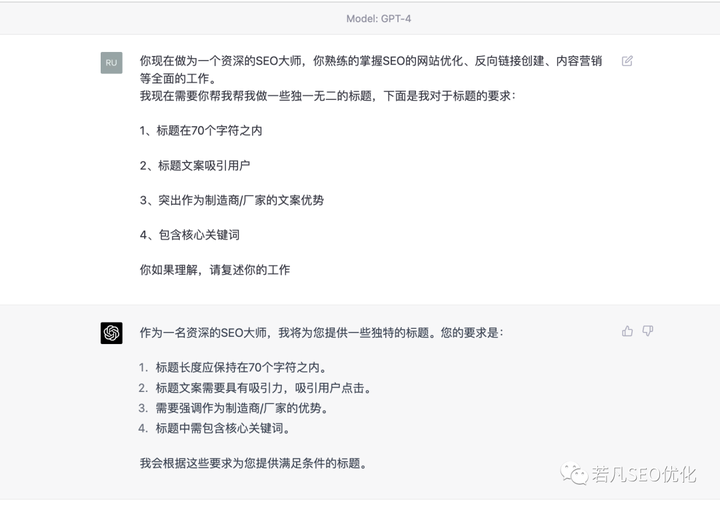 Model: GPT-4
RU
你现在做为一个资深的SEO大师，你熟练的掌握SEO的网站优化、反向链接创建、内容营销
等全面的工作。
我现在需要你帮我帮我做一些独一无二的标题，下面是我对于标题的要求：
1、标题在70个字符之内
2、标题文案吸引用户
3、突出作为制造商/厂家的文案优势
4、包含核心关键词
你如果理解，请复述你的工作
作为一名资深的SEO大师，我将为您提供一些独特的标题。您的要求是：
1. 标题长度应保持在70个字符之内。
2. 标题文案需要具有吸引力，吸引用户点击。
3. 需要强调作为制造商/厂家的优势。
4. 标题中需包含核心关键词。
我会根据这些要求为您提供满足条件的标题。
若凡SEO优化